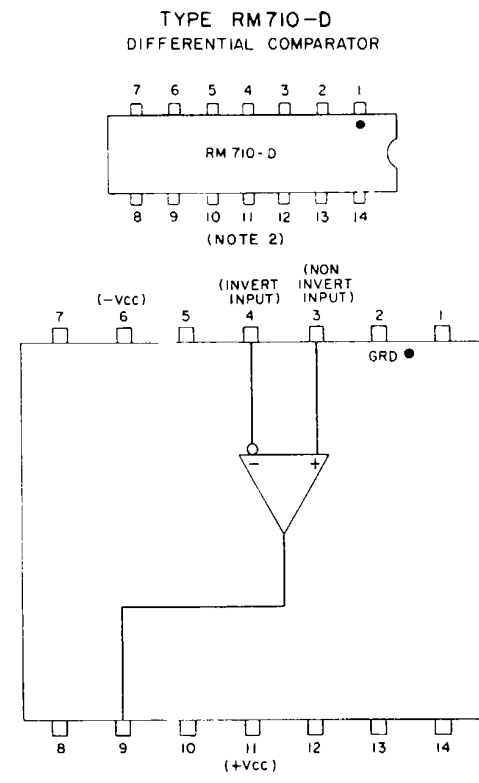 TYPE RM710-D
DIFFERENTIAL COMPARATOR
7 6 5 4 3 2 1
RM 710-D
8 9 10 11 12 13 14
(NOTE 2)
(-VCC)
(INVERT
INPUT)
(NON
INVERT
INPUT)
7 6 5 4 3 2 1
GRD
- +
8 9 10 11 12 13 14
(+VCC)